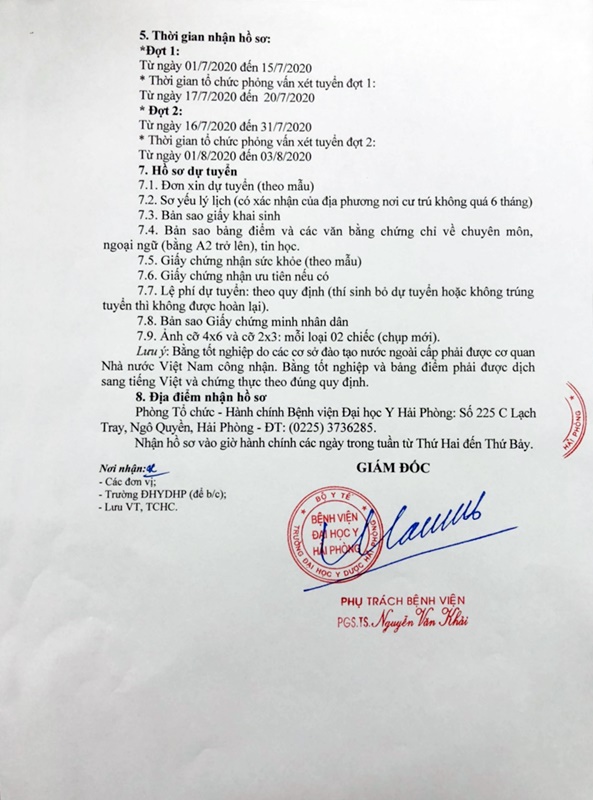 5. Thời gian nhận hồ sơ:
*Đợt 1:
Từ ngày 01/7/2020 đến 15/7/2020
* Thời gian tổ chức phỏng vấn xét tuyển đợt 1:
Từ ngày 17/7/2020 đến 20/7/2020
* Đợt 2:
Từ ngày 16/7/2020 đến 31/7/2020
* Thời gian tổ chức phỏng vấn xét tuyển đợt 2:
Từ ngày 01/8/2020 đến 03/8/2020
7. Hồ sơ dự tuyển
7.1. Đơn xin dự tuyển (theo mẫu)
7.2. Sơ yếu lý lịch (có xác nhận của địa phương nơi cư trú không quá 6 tháng)
7.3. Bản sao giấy khai sinh
7.4. Bản sao bảng điểm và các văn bằng chứng chỉ về chuyên môn,
ngoại ngữ (bằng A2 trở lên), tin học.
7.5. Giấy chứng nhận sức khỏe (theo mẫu)
7.6. Giấy chứng nhận ưu tiên nếu có
7.7. Lệ phí dự tuyển: theo quy định (thí sinh bỏ dự tuyển hoặc không trúng
tuyển thì không được hoàn lại).
7.8. Bản sao Giấy chứng minh nhân dân
7.9. Ảnh cỡ 4x6 và cỡ 2x3: mỗi loại 02 chiếc (chụp mới).
Lưu ý: Bằng tốt nghiệp do các cơ sở đào tạo nước ngoài cấp phải được cơ quan
Nhà nước Việt Nam công nhận. Bằng tốt nghiệp và bảng điểm phải được dịch
sang tiếng Việt và chứng thực theo đúng quy định.
8. Địa điểm nhận hồ sơ
Phòng Tổ chức - Hành chính Bệnh viện Đại học Y Hải Phòng: Số 225 C Lạch
Tray, Ngô Quyền, Hải Phòng - ĐT: (0225) 3736285.
Nhận hồ sơ vào giờ hành chính các ngày trong tuần từ Thứ Hai đến Thứ Bảy.
HẢI PHÒNG
Nơi nhận:
- Các đơn vị;
- Trường ĐHYDHP (để b/c);
- Lưu VT, TCHC.
GIÁM ĐỐC
BỘ Y TẾ
BỆNH VIỆN
ĐẠI HỌC Y
HẢI PHÒNG
TRƯỜNG ĐẠI HỌC Y DƯỢC HẢI PHÒNG
PHỤ TRÁCH BỆNH VIỆN
PGS.TS. Nguyễn Văn Khải